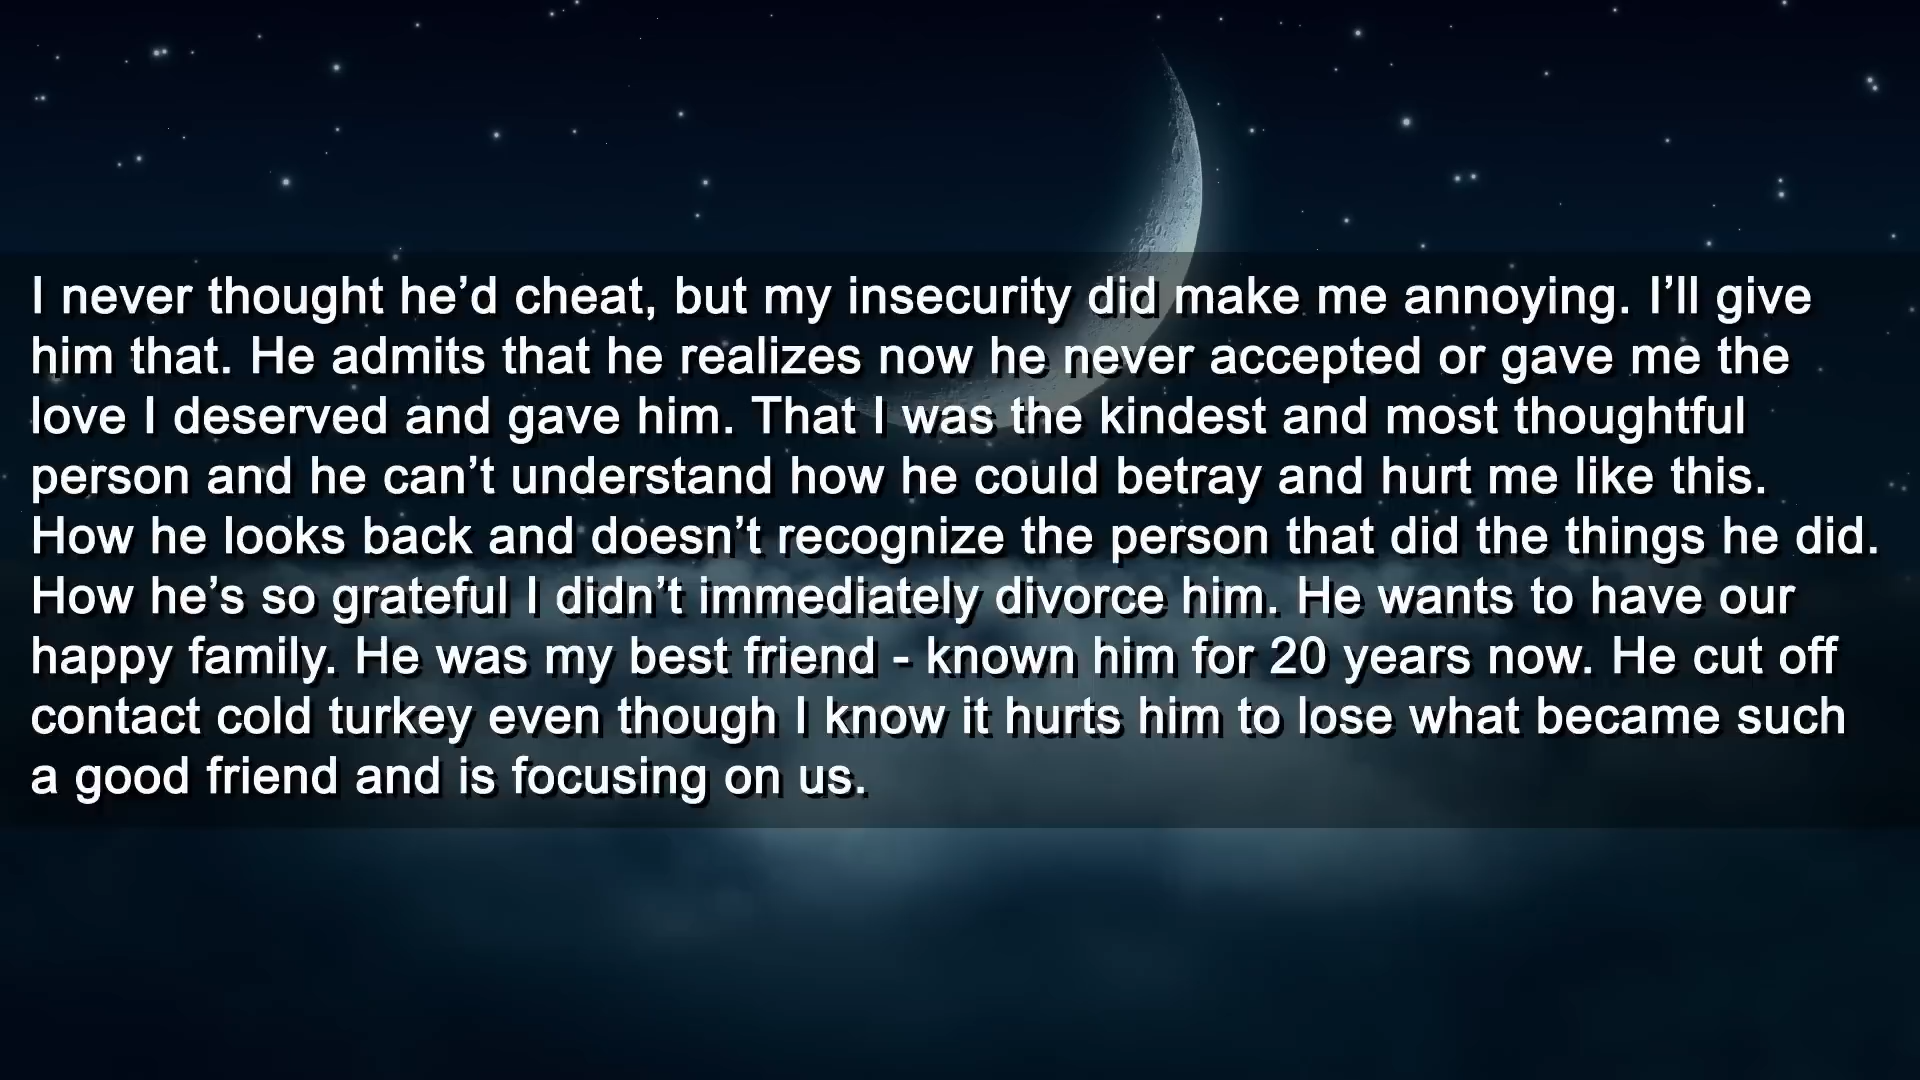 I never thought he’d cheat, but my insecurity did make me annoying. I’ll give
him that. He admits that he realizes now he never accepted or gave me the
love I deserved and gave him. That I was the kindest and most thoughtful
person and he can’t understand how he could betray and hurt me like this.
How he looks back and doesn’t recognize the person that did the things he did.
How he’s so grateful I didn’t immediately divorce him. He wants to have our
happy family. He was my best friend - known him for 20 years now. He cut off
contact cold turkey even though I know it hurts him to lose what became such
a good friend and is focusing on us.